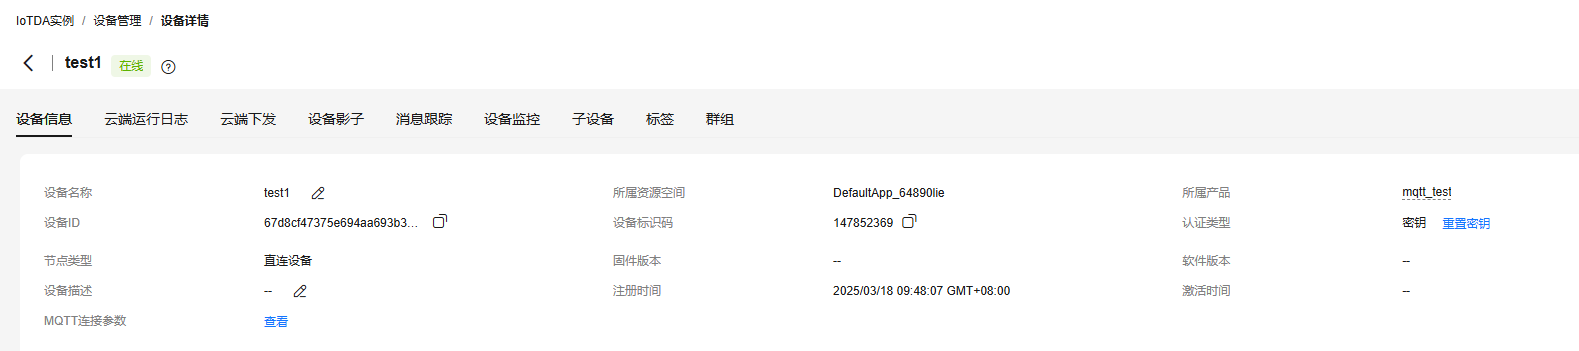 IoTDA实例 / 设备管理 / 设备详情
test1 在线
设备信息 云端运行日志 云端下发 设备影子 消息跟踪 设备监控 子设备 标签 群组
设备名称 test1 所属资源空间 DefaultApp_64890lie 所属产品 mqtt_test
设备ID 67d8cf47375e694aa693b3... 设备标识码 147852369 认证类型 密钥 重置密钥
节点类型 直连设备 固件版本 -- 软件版本 --
设备描述 -- 注册时间 2025/03/18 09:48:07 GMT+08:00 激活时间 --
MQTT连接参数 查看